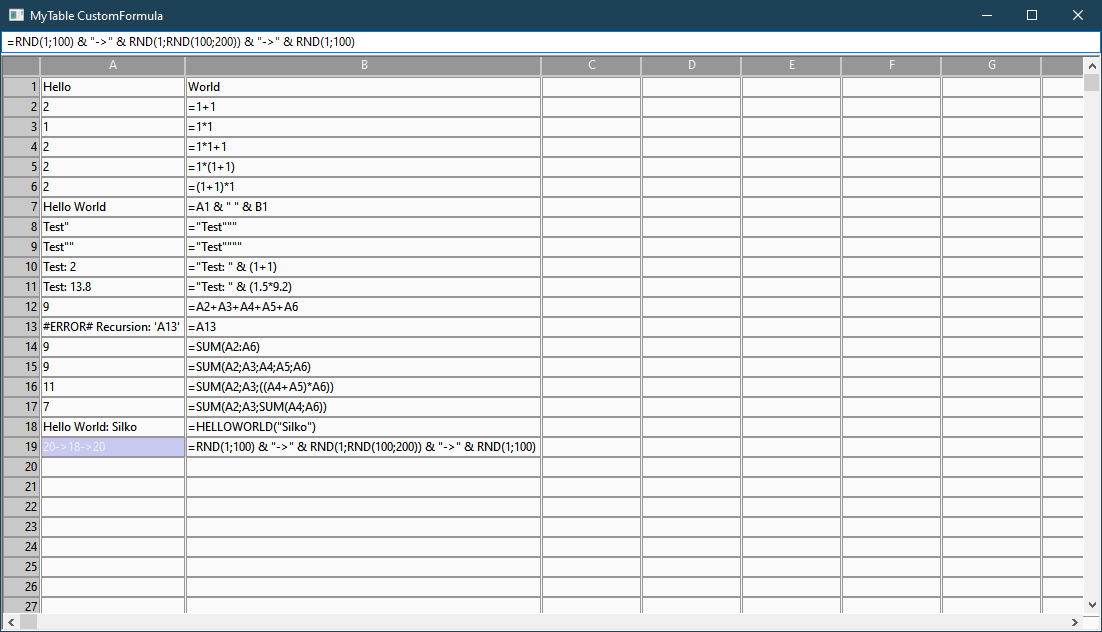 MyTable CustomFormula
=RND(1;100) & "->" & RND(1;RND(100;200)) & "->" & RND(1;100)
A B C D E F G
1 Hello World
2 2 =1+1
3 1 =1*1
4 2 =1*1+1
5 2 =1*(1+1)
6 2 =(1+1)*1
7 Hello World =A1 & " " & B1
8 Test" ="Test"""
9 Test"" ="Test"""""
10 Test: 2 ="Test: " & (1+1)
11 Test: 13.8 ="Test: " & (1.5*9.2)
12 9 =A2+A3+A4+A5+A6
13 #ERROR# Recursion: 'A13' =A13
14 9 =SUM(A2:A6)
15 9 =SUM(A2;A3;A4;A5;A6)
16 11 =SUM(A2;A3;((A4+A5)*A6))
17 7 =SUM(A2;A3;SUM(A4;A6))
18 Hello World: Silko =HELLOWORLD("Silko")
19 20->18->20 =RND(1;100) & "->" & RND(1;RND(100;200)) & "->" & RND(1;100)
20
21
22
23
24
25
26
27